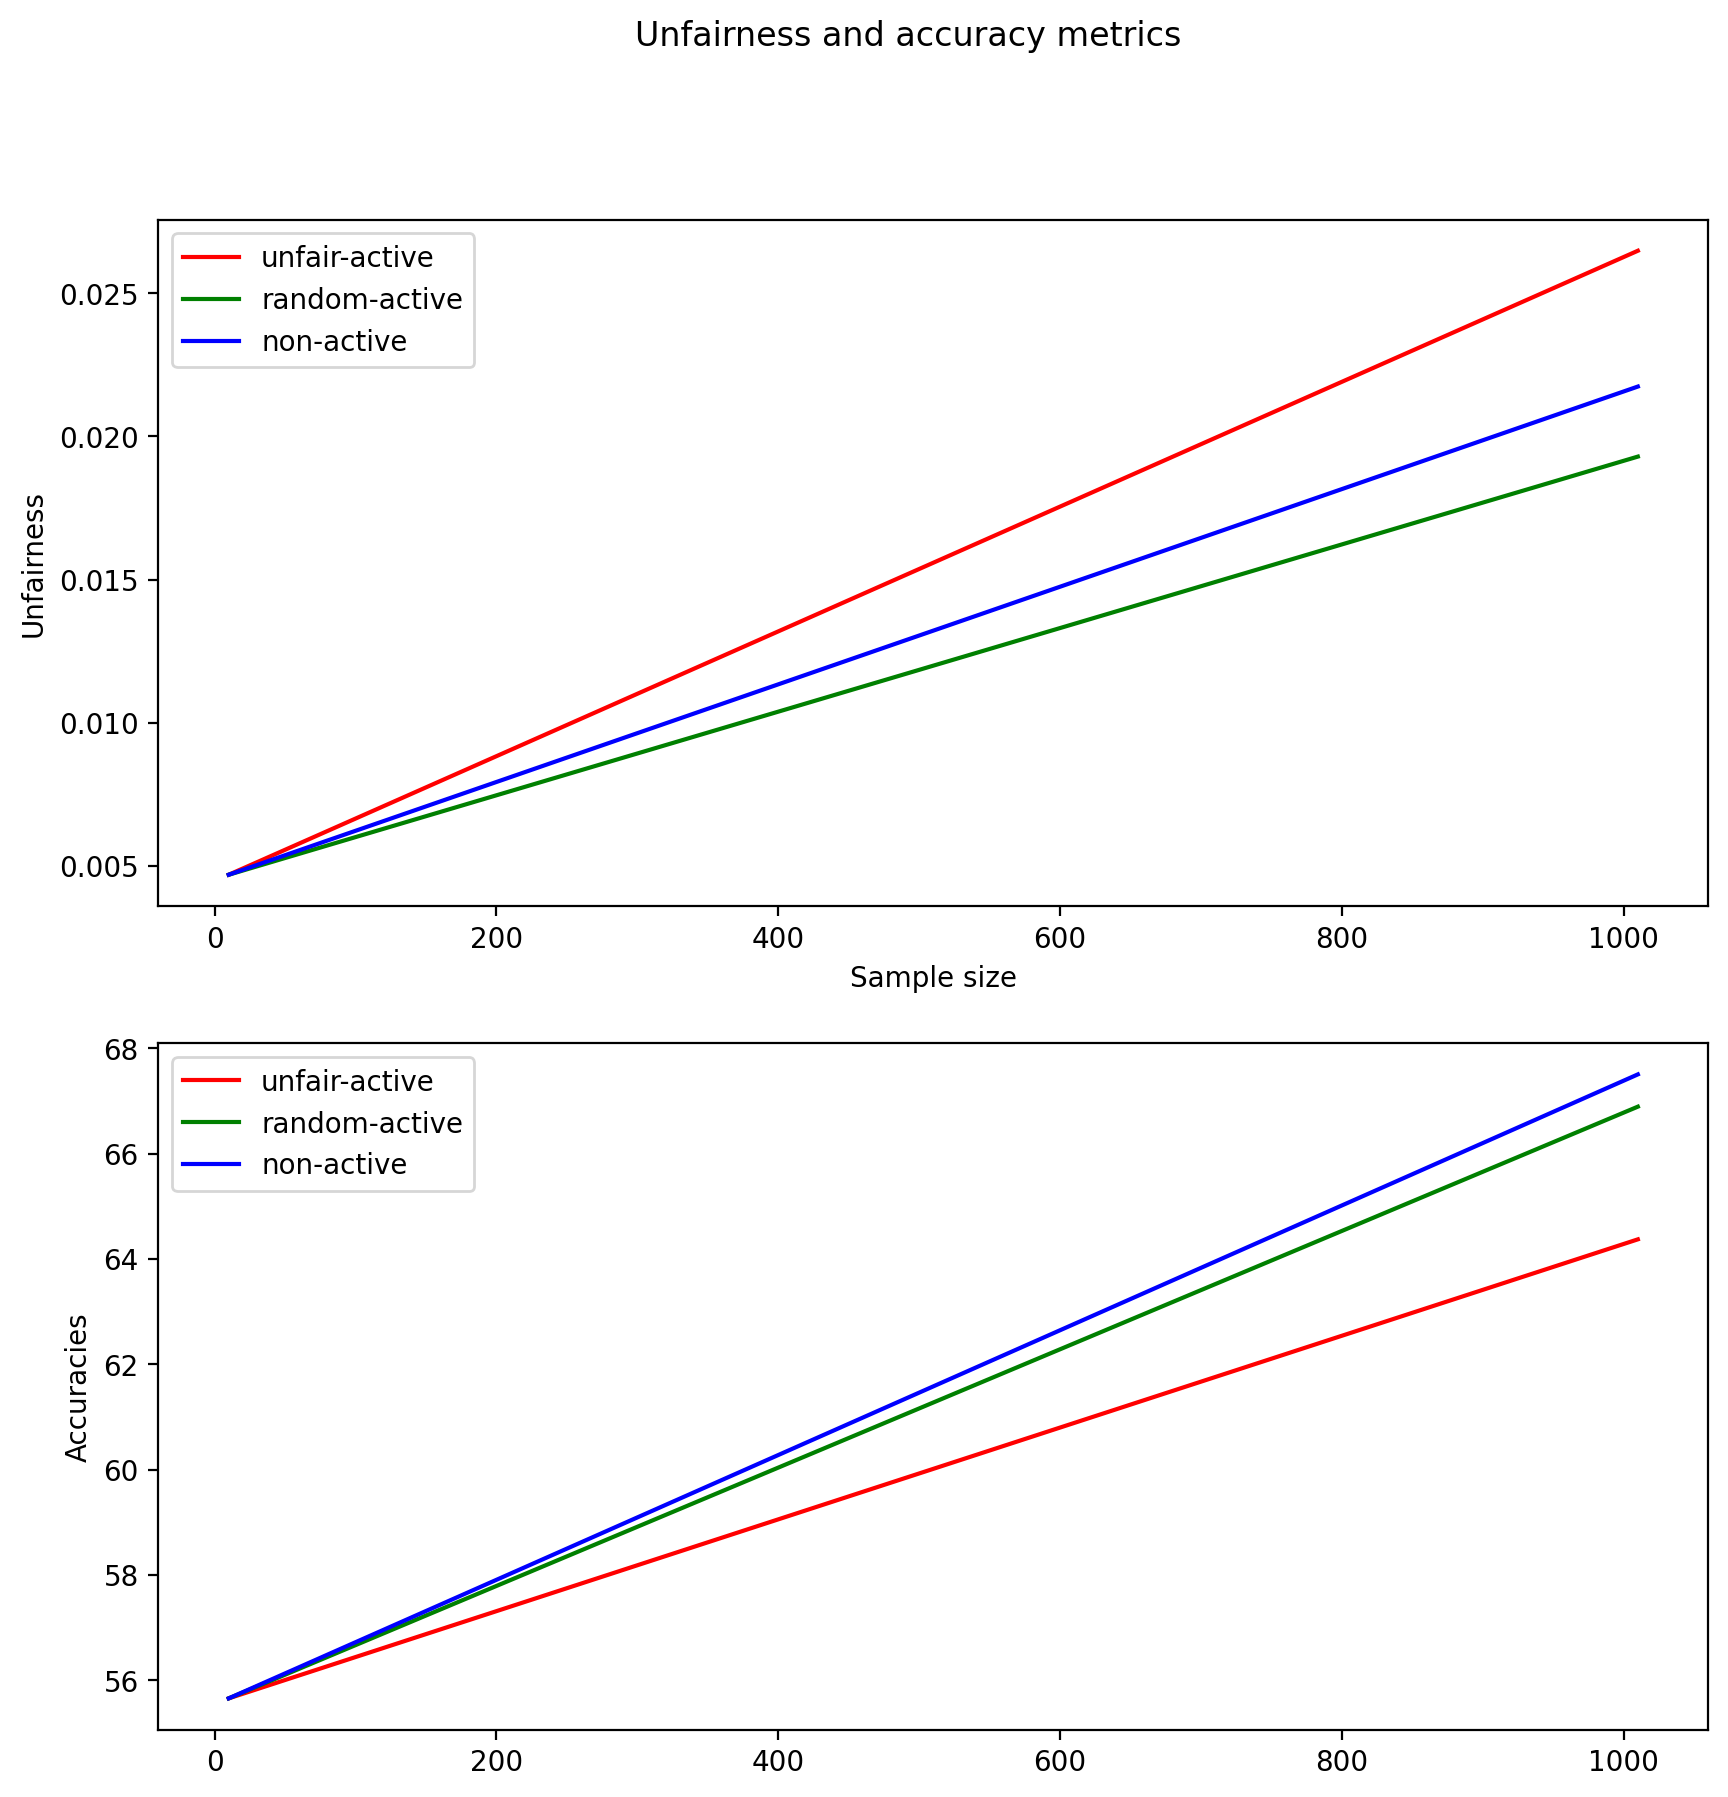 Unfairness and accuracy metrics
unfair-active
random-active
non-active
0.025
0.020
0.015
0.010
0.005
Unfairness
0 200 400 600 800 1000
Sample size
unfair-active
random-active
non-active
68
66
64
62
60
58
56
Accuracies
0 200 400 600 800 1000